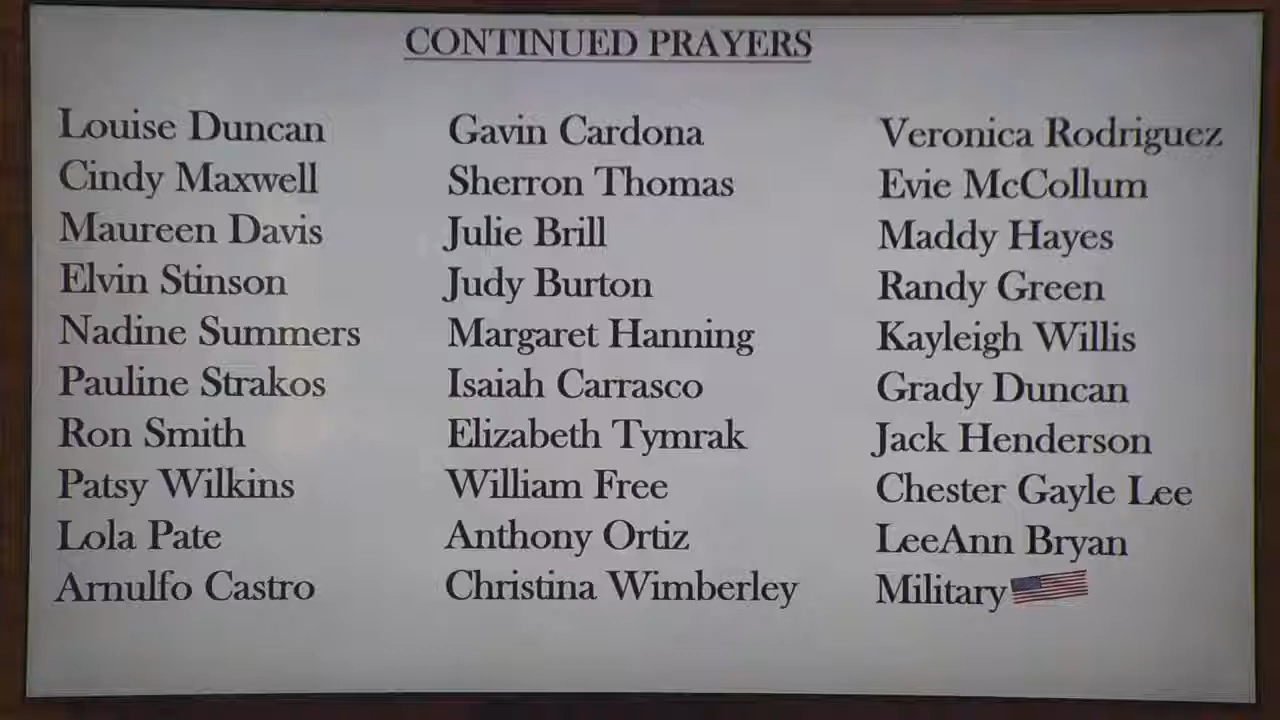 CONTINUED PRAYERS
Louise Duncan
Cindy Maxwell
Maureen Davis
Elvin Stinson
Nadine Summers
Pauline Strakos
Ron Smith
Patsy Wilkins
Lola Pate
Arnulfo Castro
Gavin Cardona
Sherron Thomas
Julie Brill
Judy Burton
Margaret Hanning
Isaiah Carrasco
Elizabeth Tymrak
William Free
Anthony Ortiz
Christina Wimberley
Veronica Rodriguez
Evie McCollum
Maddy Hayes
Randy Green
Kayleigh Willis
Grady Duncan
Jack Henderson
Chester Gayle Lee
LeeAnn Bryan
Military